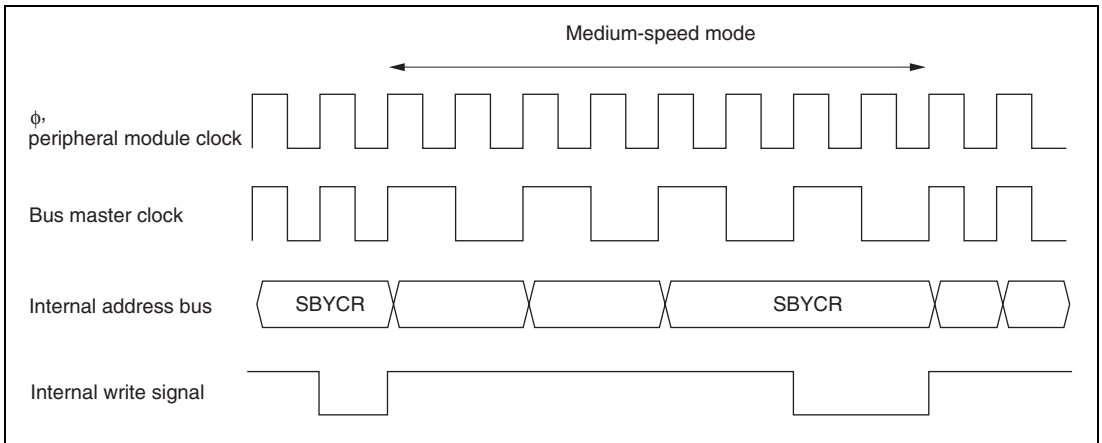 Medium-speed mode
ϕ,
peripheral module clock
Bus master clock
Internal address bus
SBYCR
SBYCR
Internal write signal